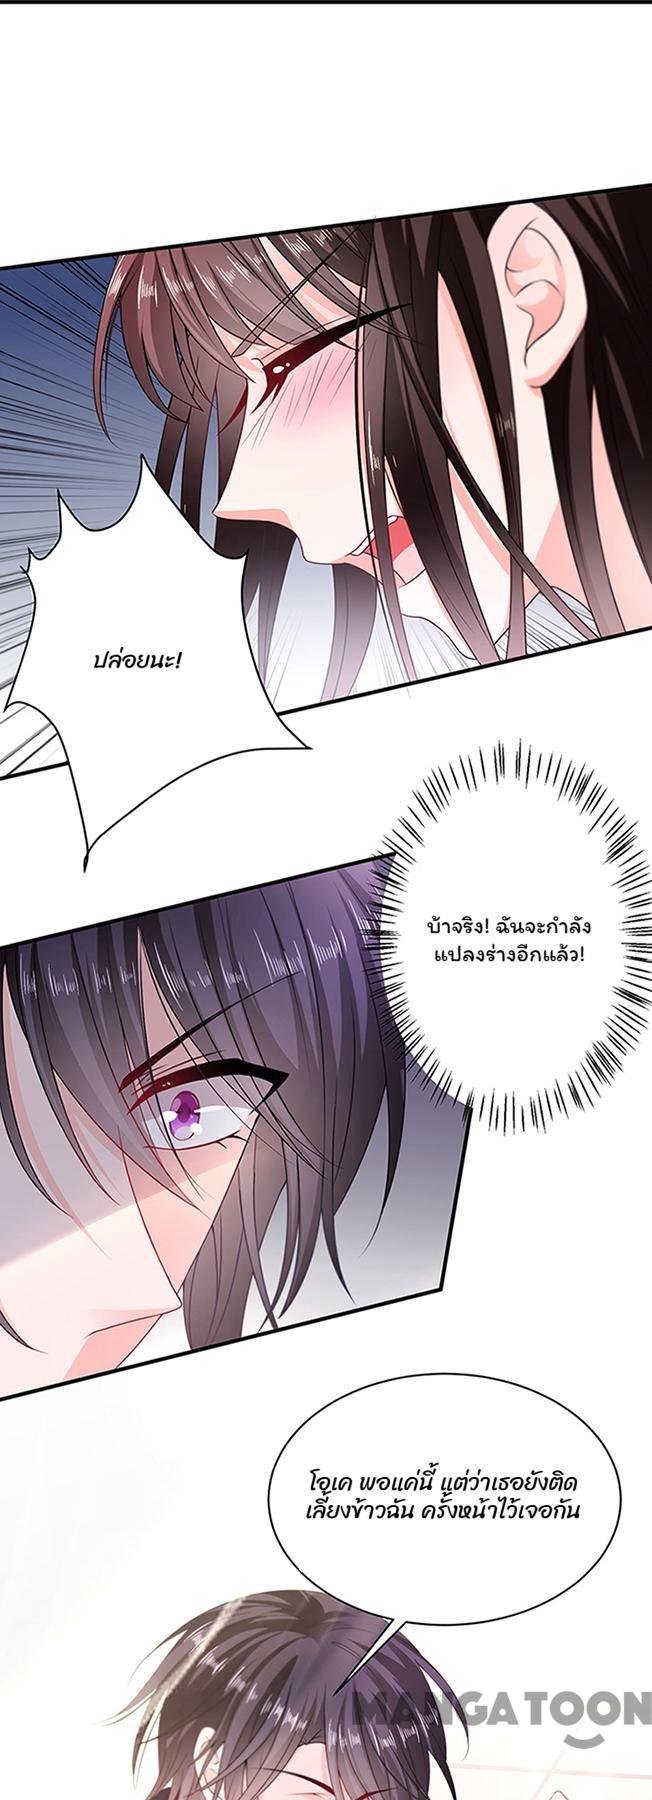 ปล่อยนะ!
บ้าจริง! ฉันจะกำลัง
แปลงร่างอีกแล้ว!
โอเค พอแค่นี้ แต่ว่าเธอยังติด
เลี้ยงข้าวฉัน ครั้งหน้าไว้เจอกัน
MANGATOON